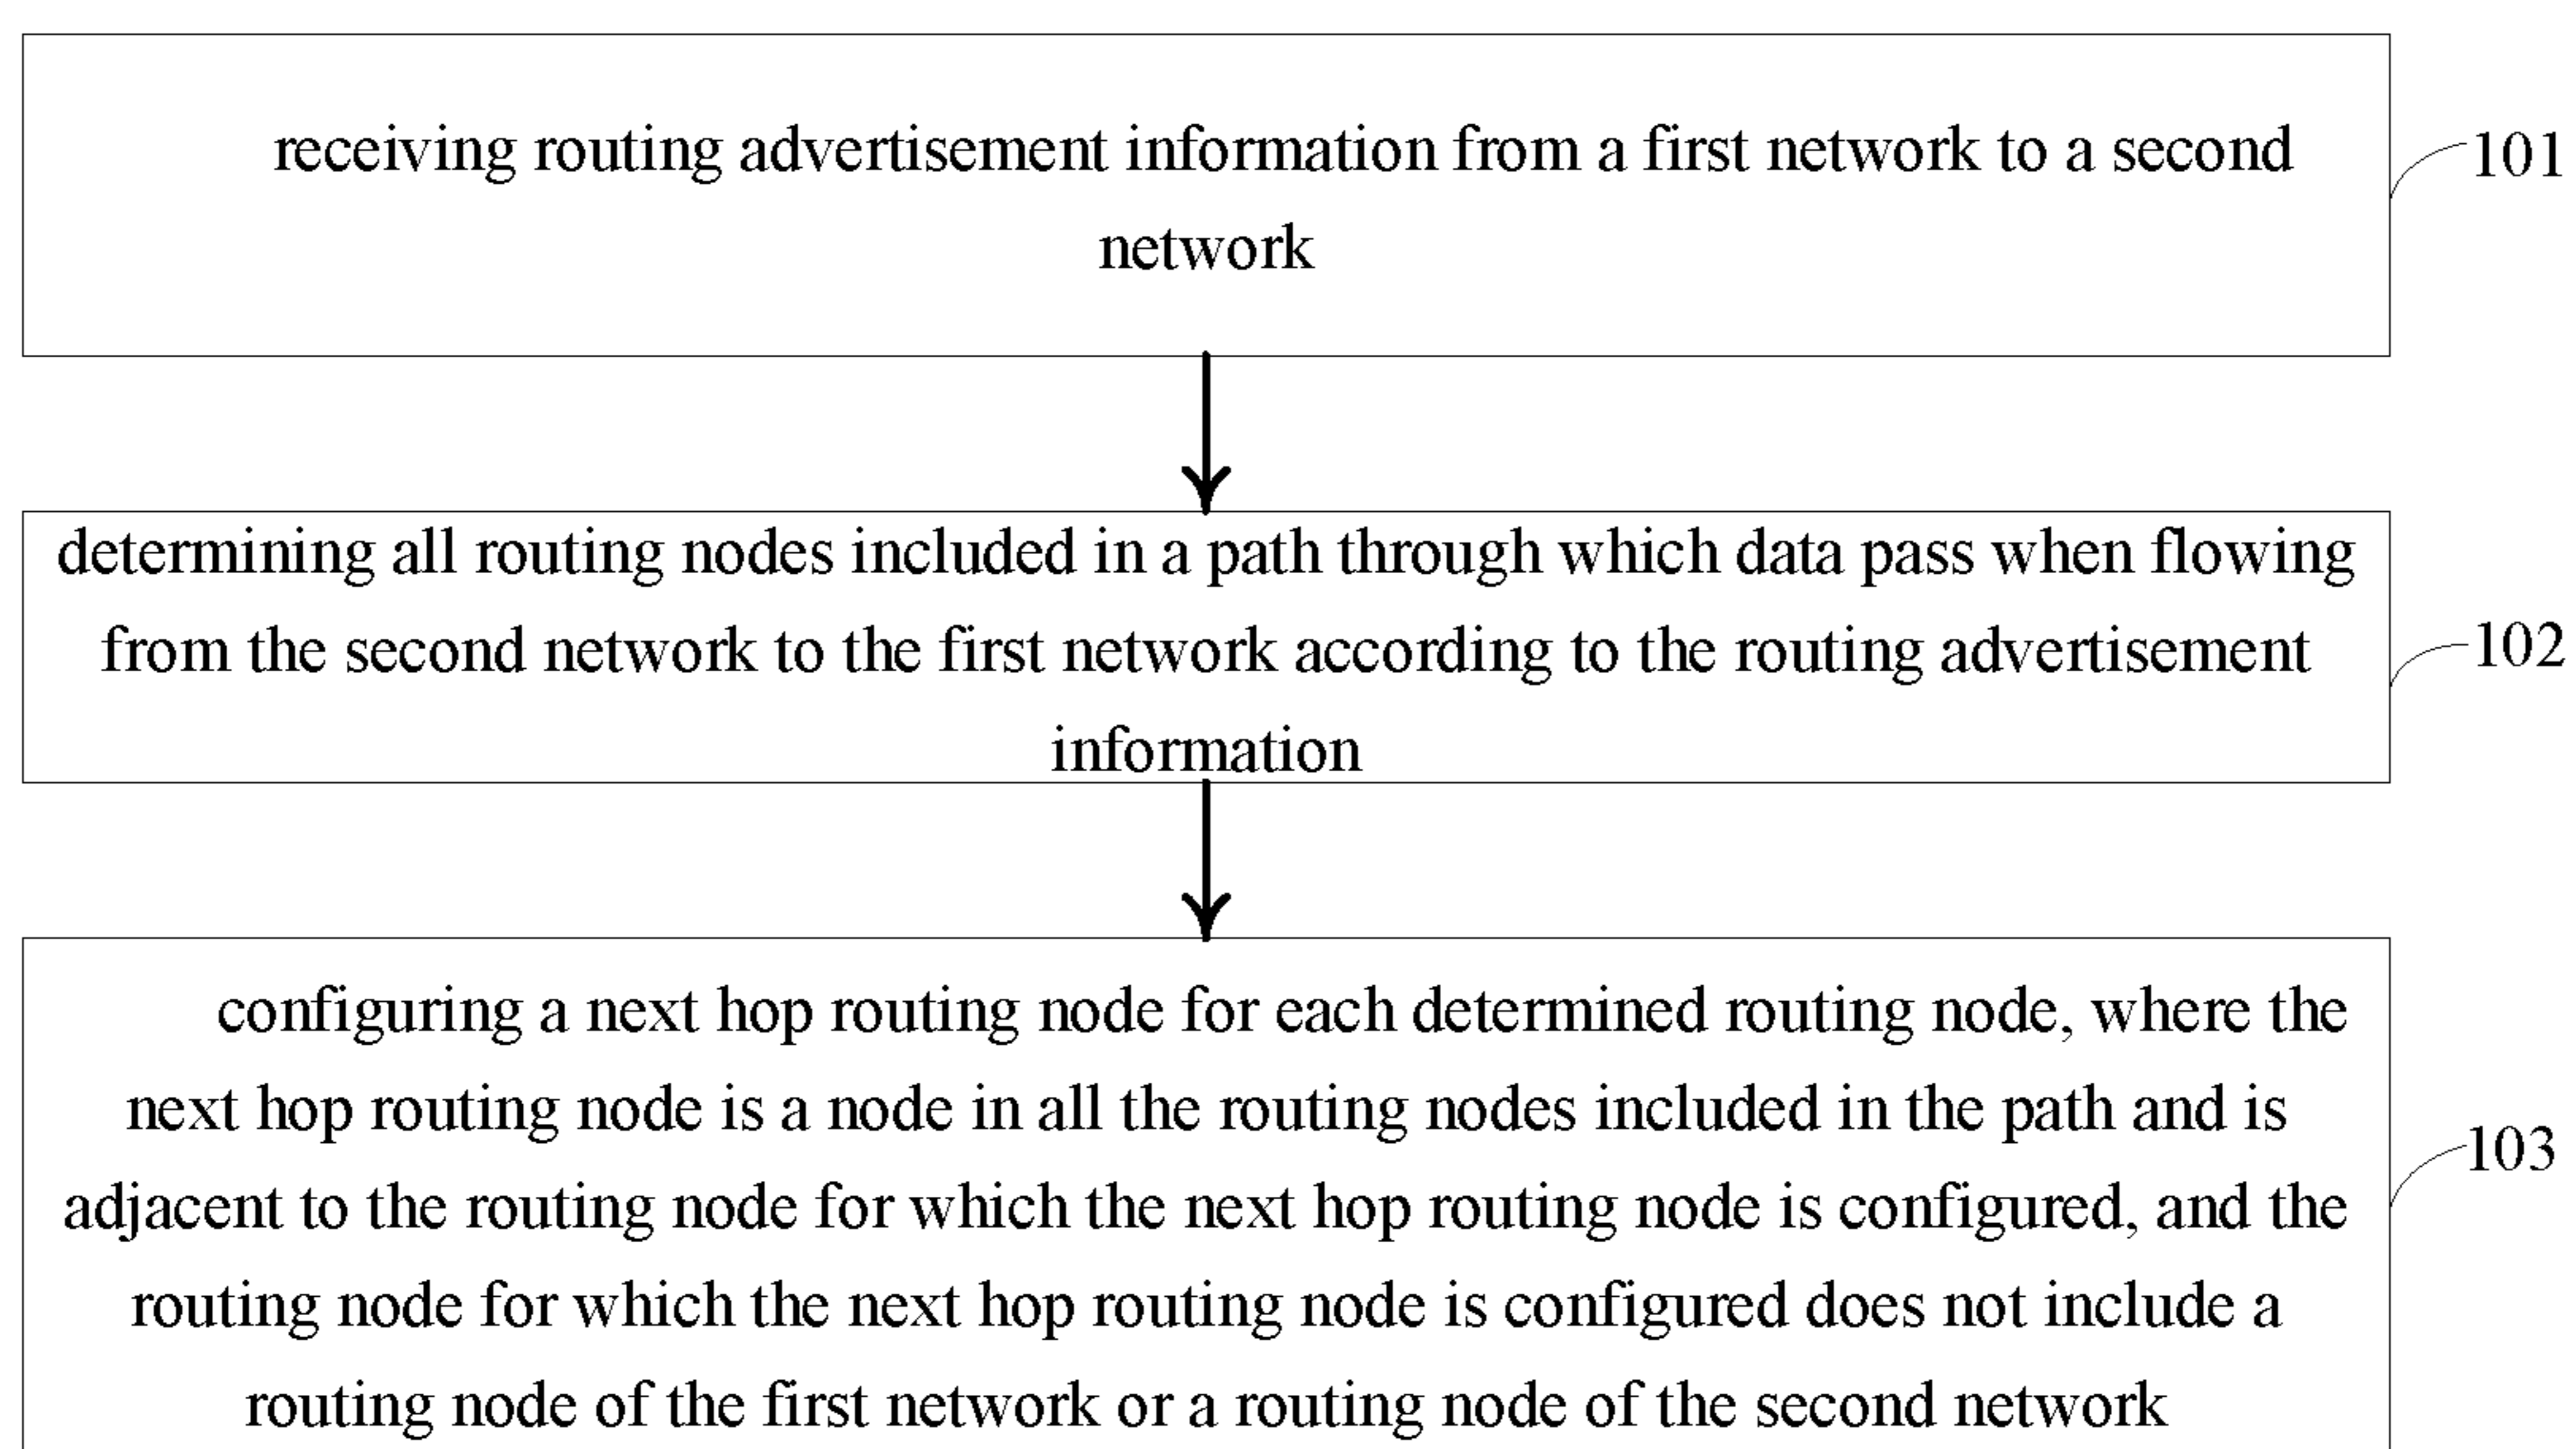 receiving routing advertisement information from a first network to a second
network
101
determining all routing nodes included in a path through which data pass when flowing
from the second network to the first network according to the routing advertisement
information
102
configuring a next hop routing node for each determined routing node, where the
next hop routing node is a node in all the routing nodes included in the path and is
adjacent to the routing node for which the next hop routing node is configured, and the
routing node for which the next hop routing node is configured does not include a
routing node of the first network or a routing node of the second network
103